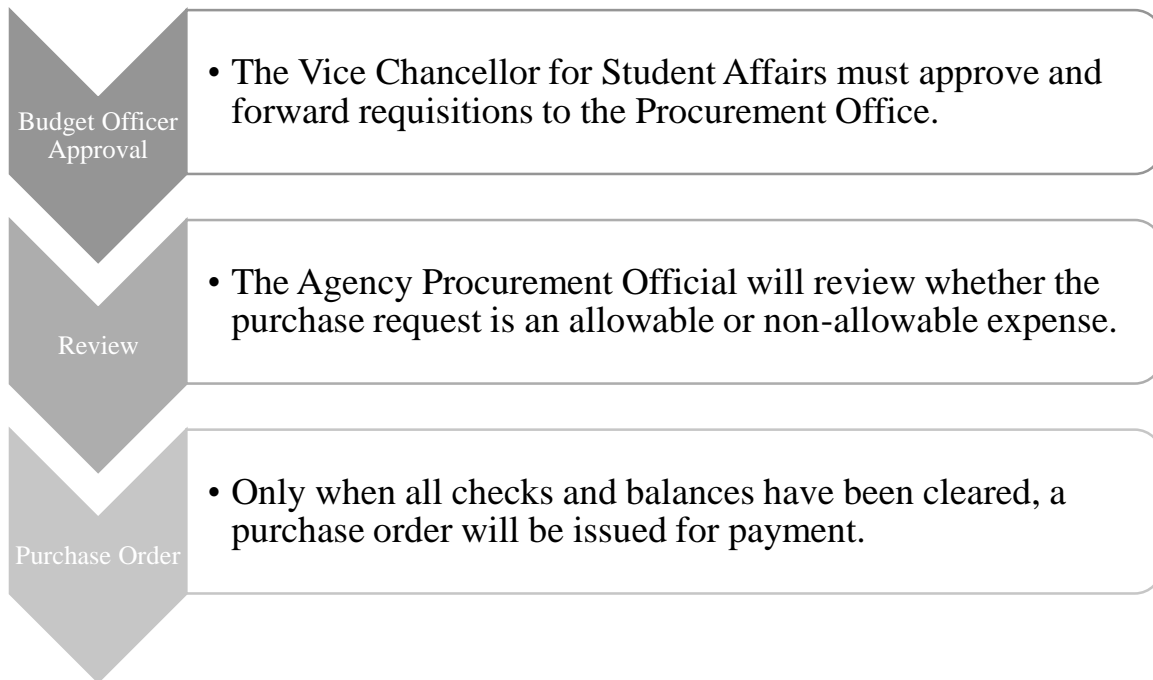 Budget Officer
Approval
• The Vice Chancellor for Student Affairs must approve and
forward requisitions to the Procurement Office.
Review
• The Agency Procurement Official will review whether the
purchase request is an allowable or non-allowable expense.
Purchase Order
• Only when all checks and balances have been cleared, a
purchase order will be issued for payment.